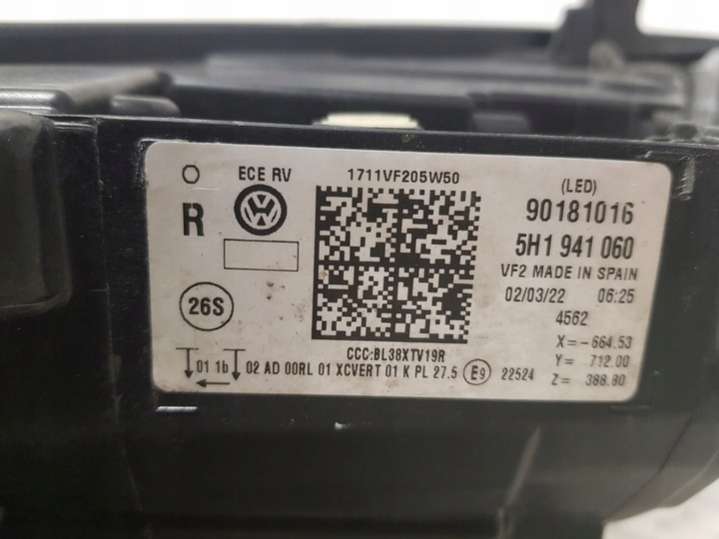 ECE RV
R
VW
26S
1711VF205W50
(LED)
90181016
5H1 941 060
VF2 MADE IN SPAIN
02/03/22 06:25
4562
X= -664.53
Y= 712.00
Z= 388.80
CCC:BL38XTV19R
01 1b 02 AD 00RL 01 XCVERT 01 K PL 27.5 E9 22524